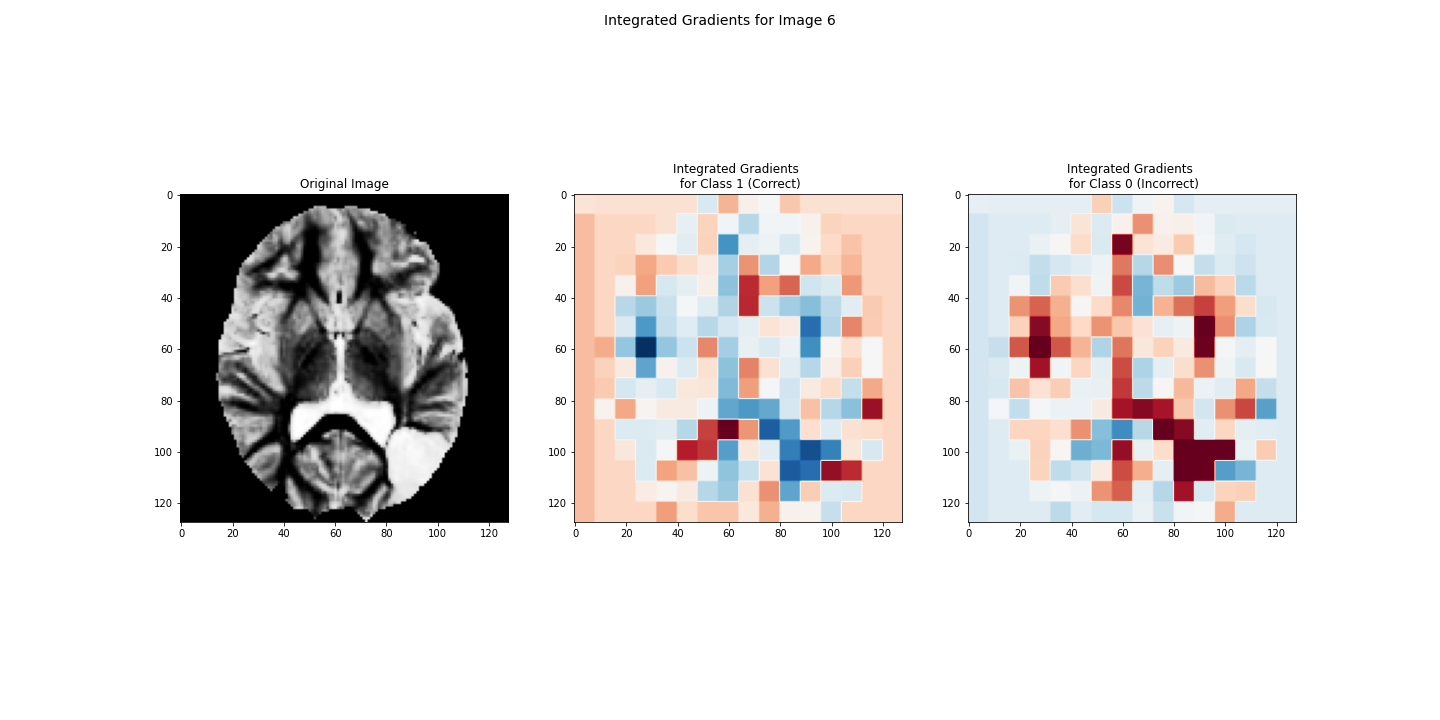 Integrated Gradients for Image 6
Original Image
Integrated Gradients
for Class 1 (Correct)
Integrated Gradients
for Class 0 (Incorrect)
0
20
40
60
80
100
120
0 20 40 60 80 100 120
0
20
40
60
80
100
120
0 20 40 60 80 100 120
0
20
40
60
80
100
120
0 20 40 60 80 100 120